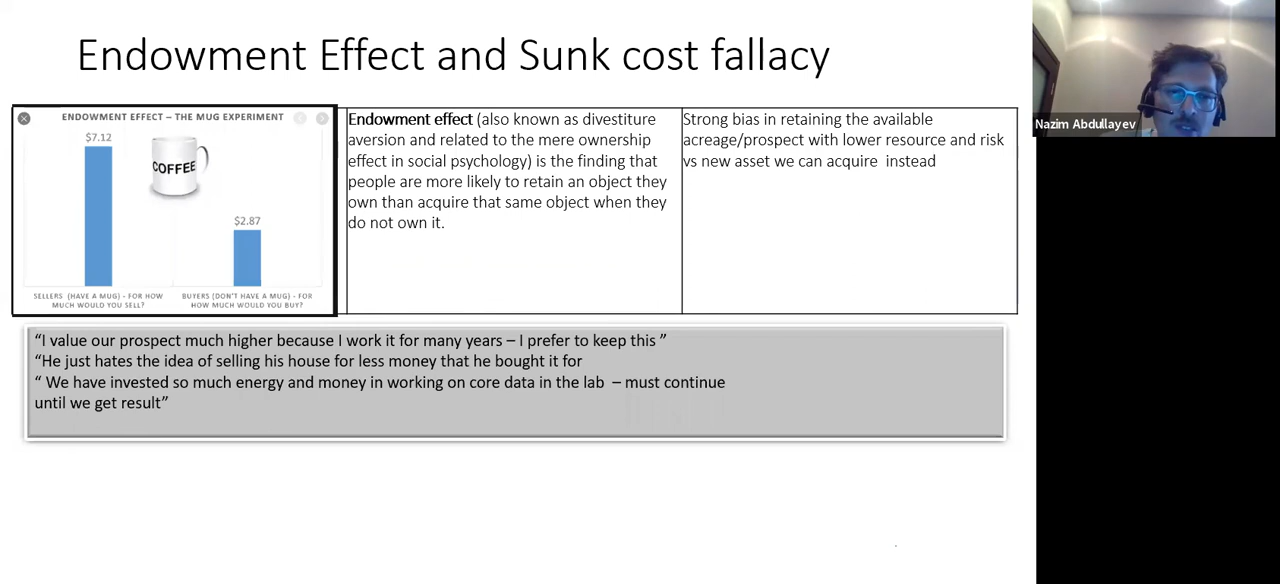 Endowment Effect and Sunk cost fallacy
Nazim Abdullayev
ENDOWMENT EFFECT – THE MUG EXPERIMENT
$7.12
COFFEE
$2.87
SELLERS (HAVE A MUG) - FOR HOW
MUCH WOULD YOU SELL?
BUYERS (DON'T HAVE A MUG) - FOR
HOW MUCH WOULD YOU BUY?
Endowment effect (also known as divestiture
aversion and related to the mere ownership
effect in social psychology) is the finding that
people are more likely to retain an object they
own than acquire that same object when they
do not own it.
Strong bias in retaining the available
acreage/prospect with lower resource and risk
vs new asset we can acquire instead
“I value our prospect much higher because I work it for many years – I prefer to keep this ”
“He just hates the idea of selling his house for less money that he bought it for
“ We have invested so much energy and money in working on core data in the lab – must continue
until we get result”